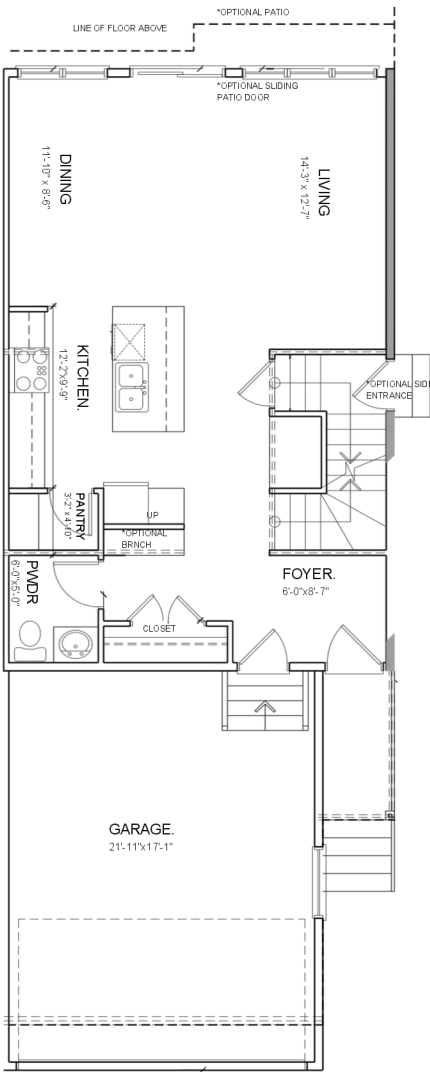 *OPTIONAL PATIO
LINE OF FLOOR ABOVE
*OPTIONAL SLIDING
PATIO DOOR
DINING
11'-10" x 8'-6"
LIVING
14'-3" x 12'-7"
KITCHEN.
12'-2"x9'-9"
*OPTIONAL SIDE
ENTRANCE
PANTRY
3'-2" x 4'-10"
UP
*OPTIONAL
BRNCH
PWDR
6'-0"x5'-0"
FOYER.
6'-0"x8'-7"
CLOSET
GARAGE.
21'-11"x17'-1"